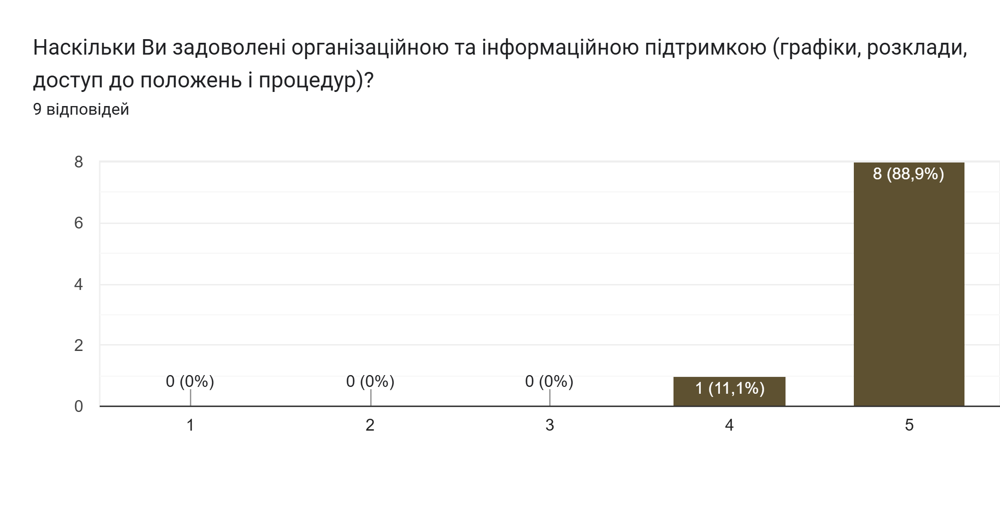 Наскільки Ви задоволені організаційною та інформаційною підтримкою (графіки, розклади,
доступ до положень і процедур)?
9 відповідей
8
8 (88,9%)
6
4
2
0 (0%) 0 (0%) 0 (0%) 1 (11,1%)
0
1 2 3 4 5